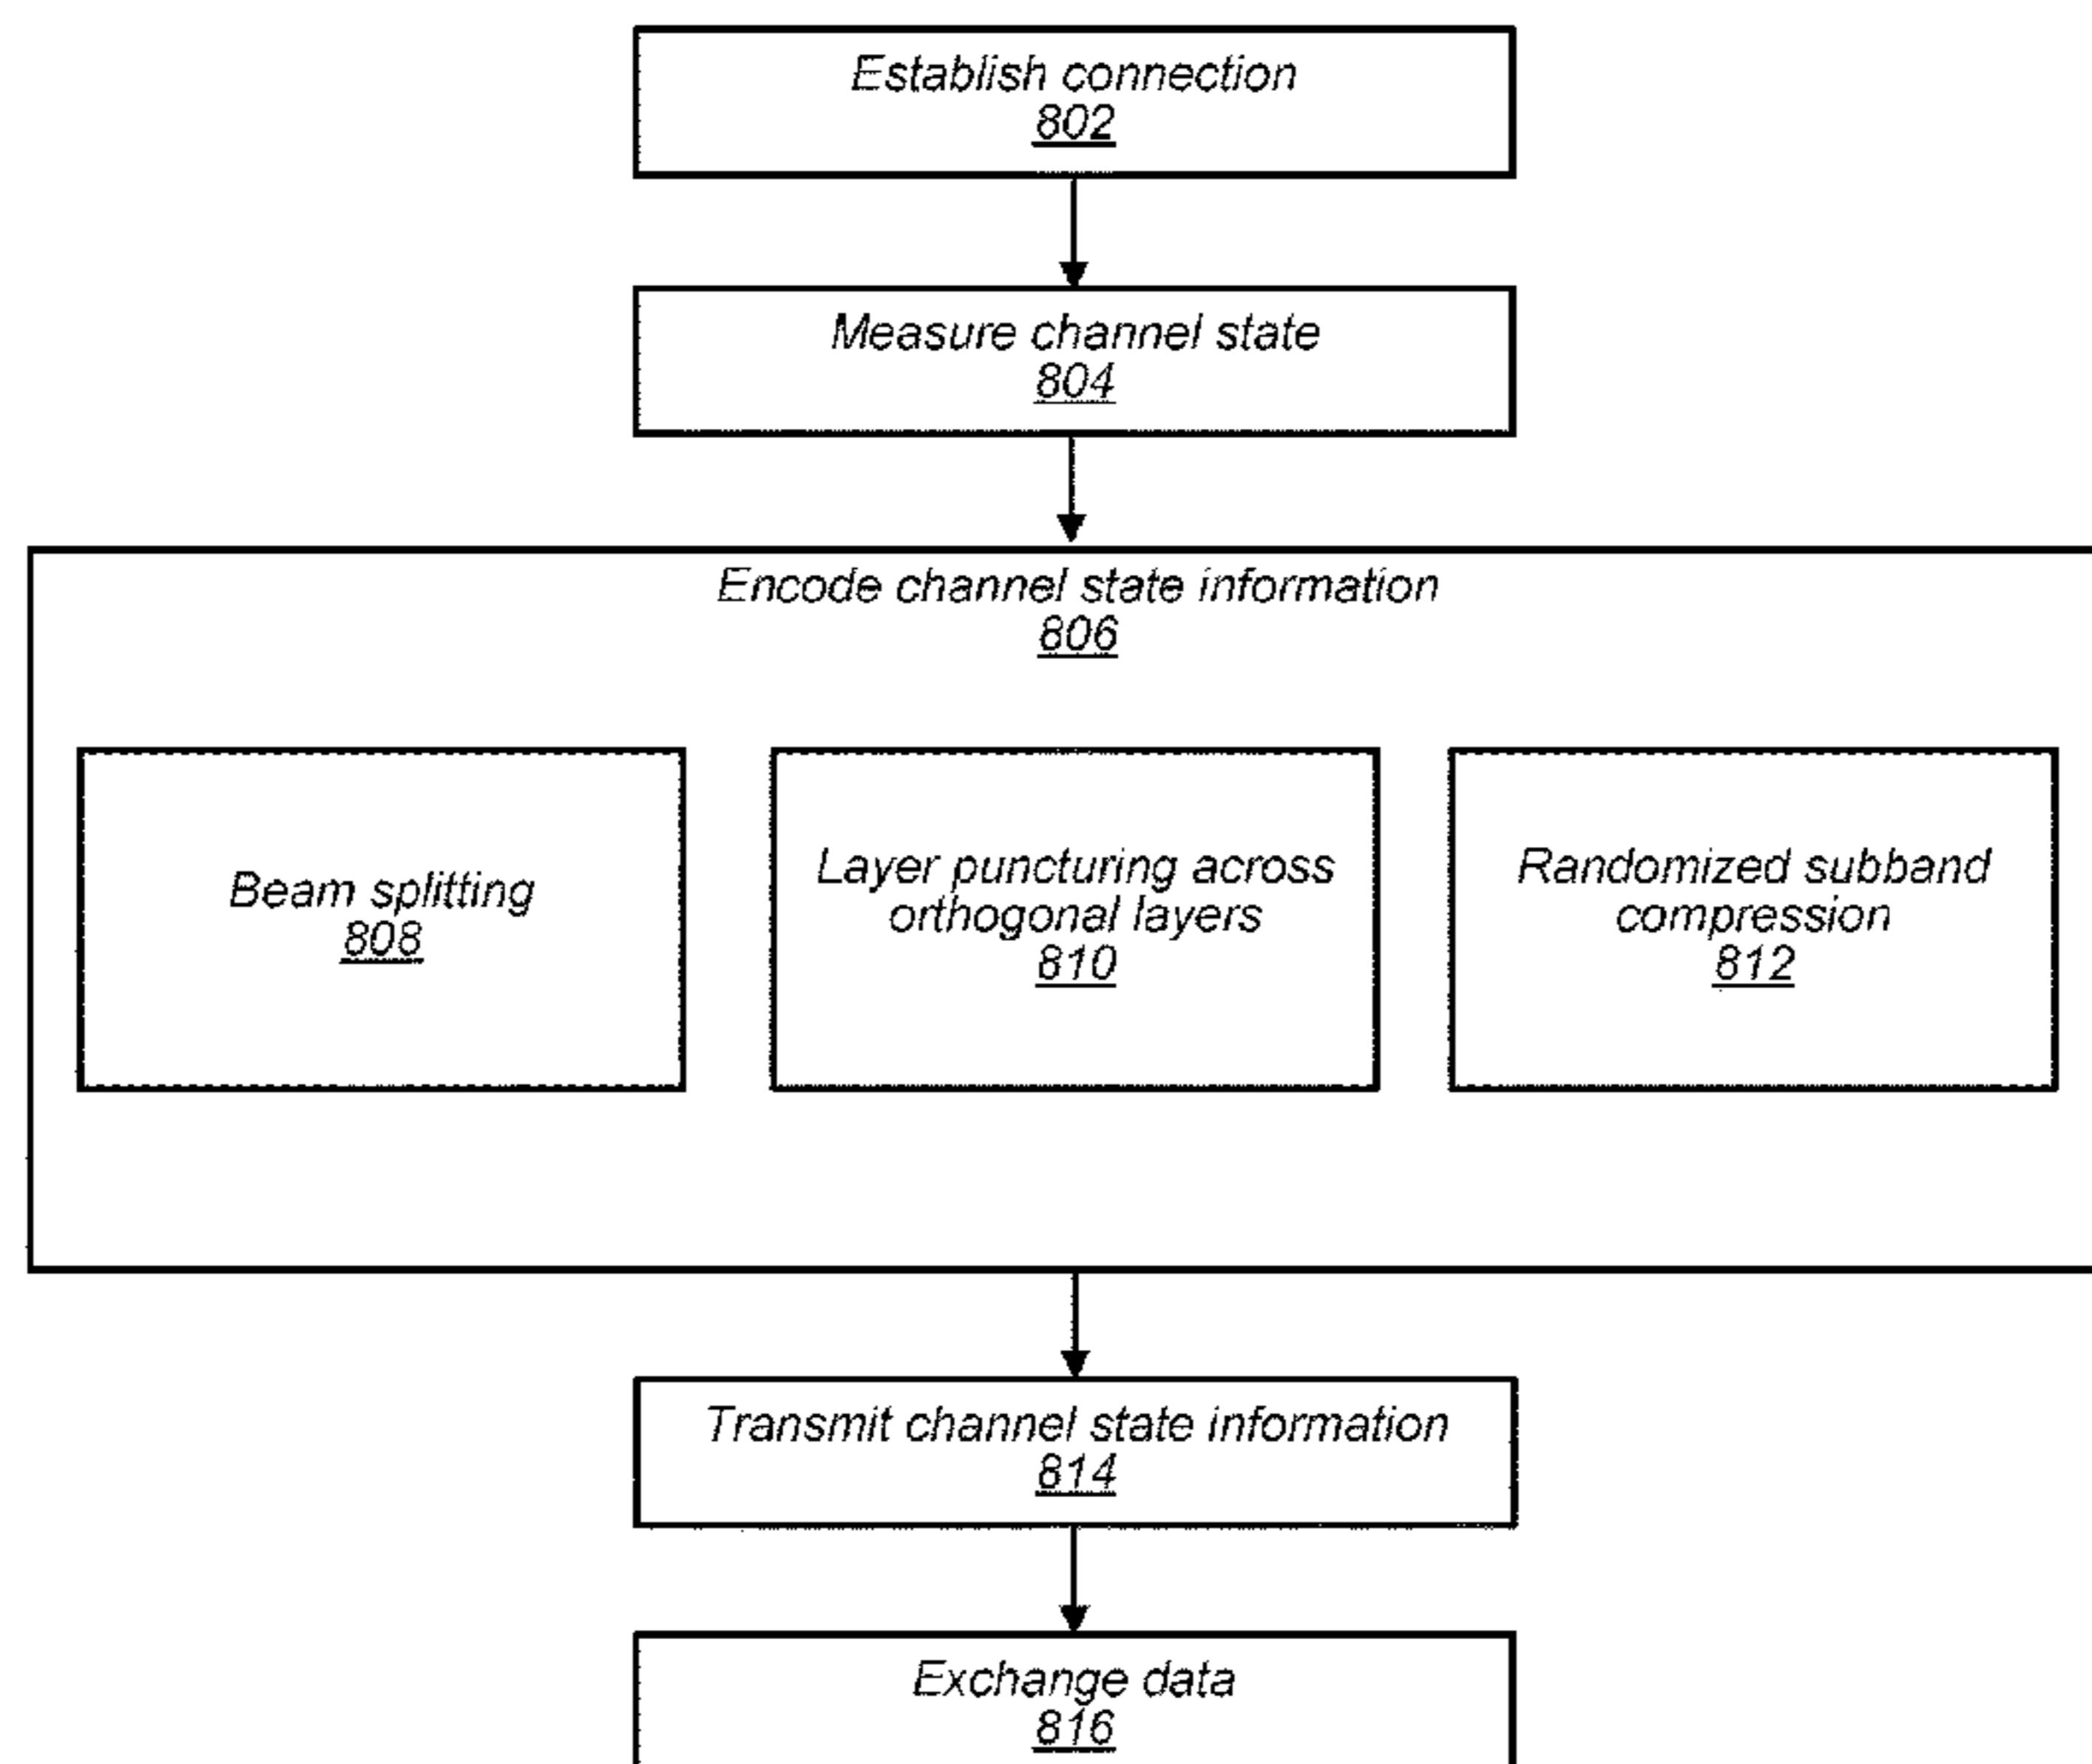 Establish connection
802
Measure channel state
804
Encode channel state information
806
Beam splitting
808
Layer puncturing across
orthogonal layers
810
Randomized subband
compression
812
Transmit channel state information
814
Exchange data
816